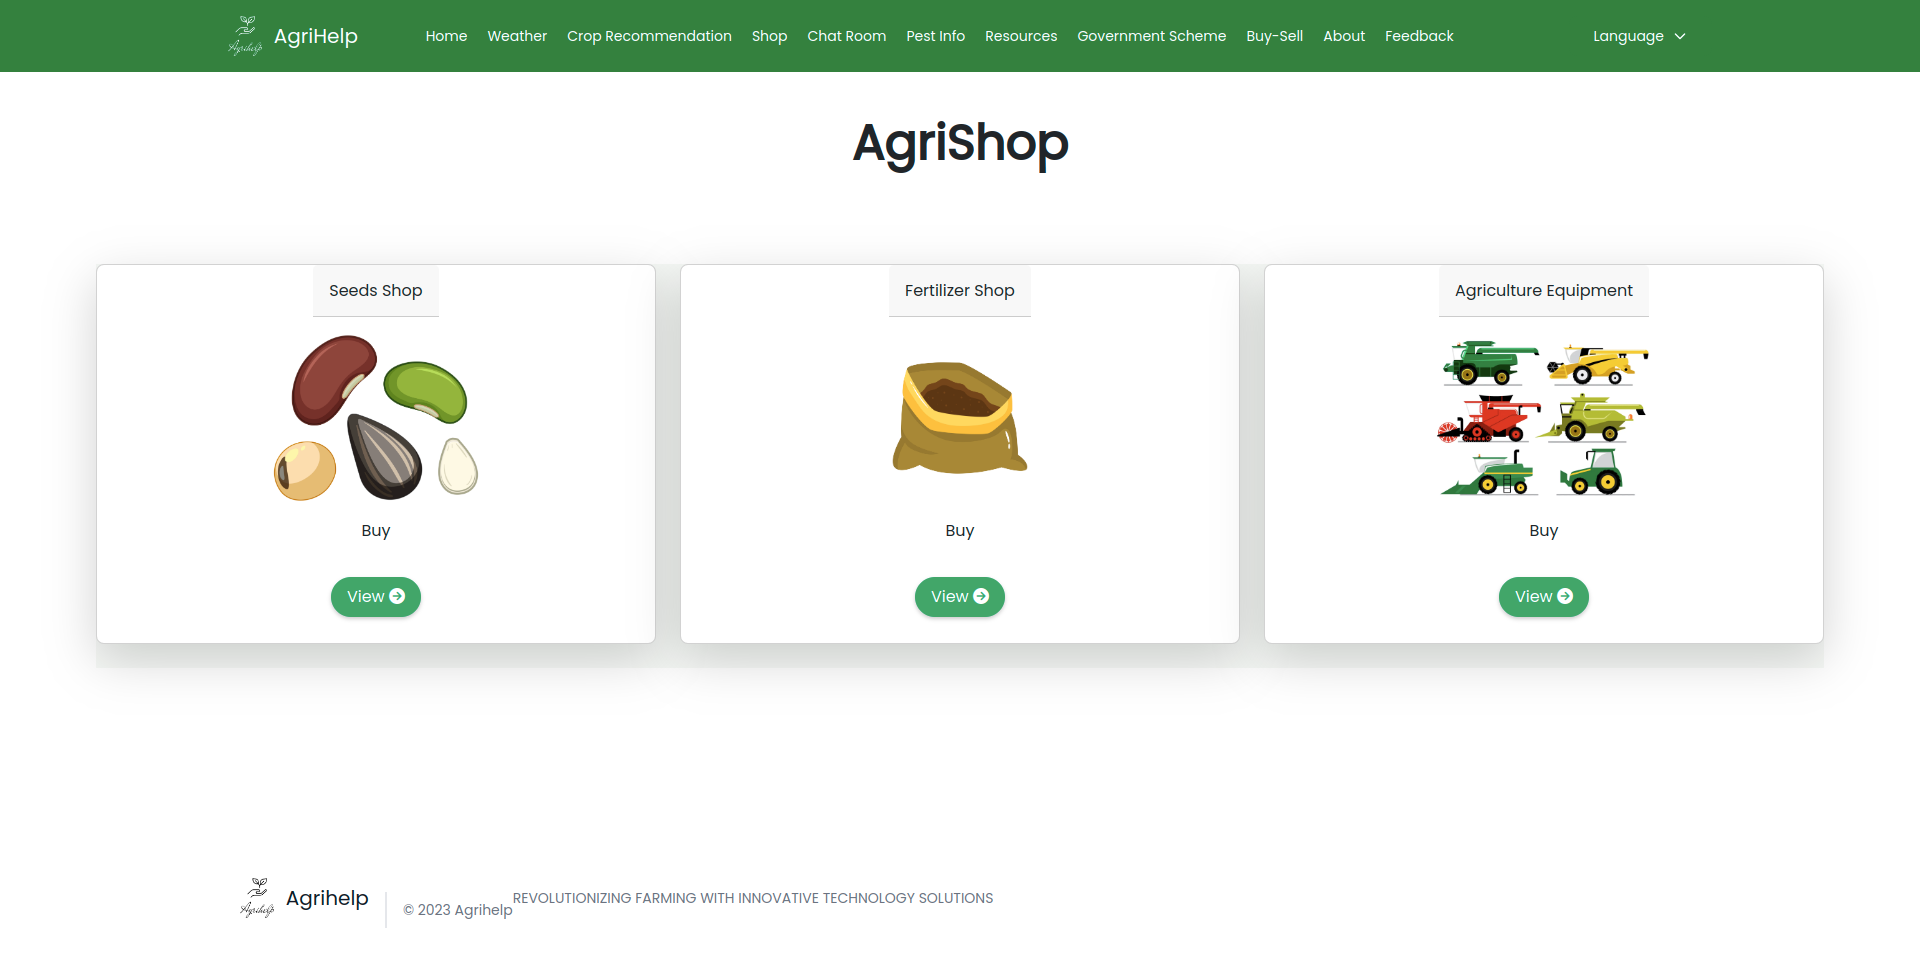 Agrihelp
AgriHelp
Home
Weather
Crop Recommendation
Shop
Chat Room
Pest Info
Resources
Government Scheme
Buy-Sell
About
Feedback
Language
AgriShop
Seeds Shop
Buy
View
Fertilizer Shop
Buy
View
Agriculture Equipment
Buy
View
Agrihelp
Agrihelp
© 2023 Agrihelp
REVOLUTIONIZING FARMING WITH INNOVATIVE TECHNOLOGY SOLUTIONS